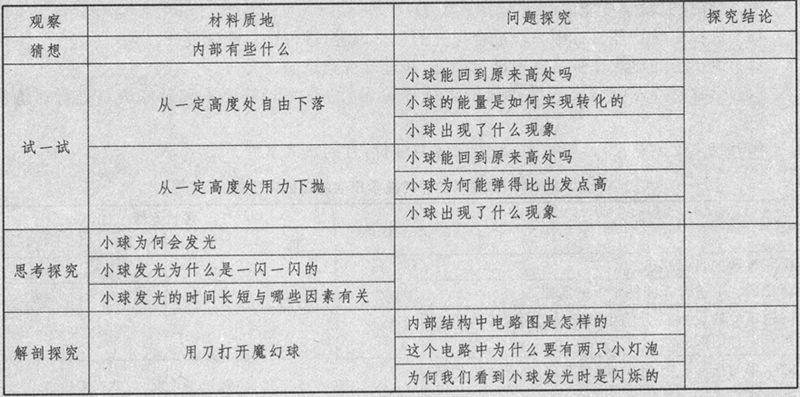 观察 材料质地 问题探究 探究结论
猜想 内部有些什么
试一试 从一定高度处自由下落 小球能回到原来高处吗
小球的能量是如何实现转化的
小球出现了什么现象
从一定高度处用力下抛 小球能回到原来高处吗
小球为何能弹得比出发点高
小球出现了什么现象
思考探究 小球为何会发光
小球发光为什么是一闪一闪的
小球发光的时间长短与哪些因素有关
解剖探究 用刀打开魔幻球 内部结构中电路图是怎样的
这个电路中为什么要有两只小灯泡
为何我们看到小球发光时是闪烁的